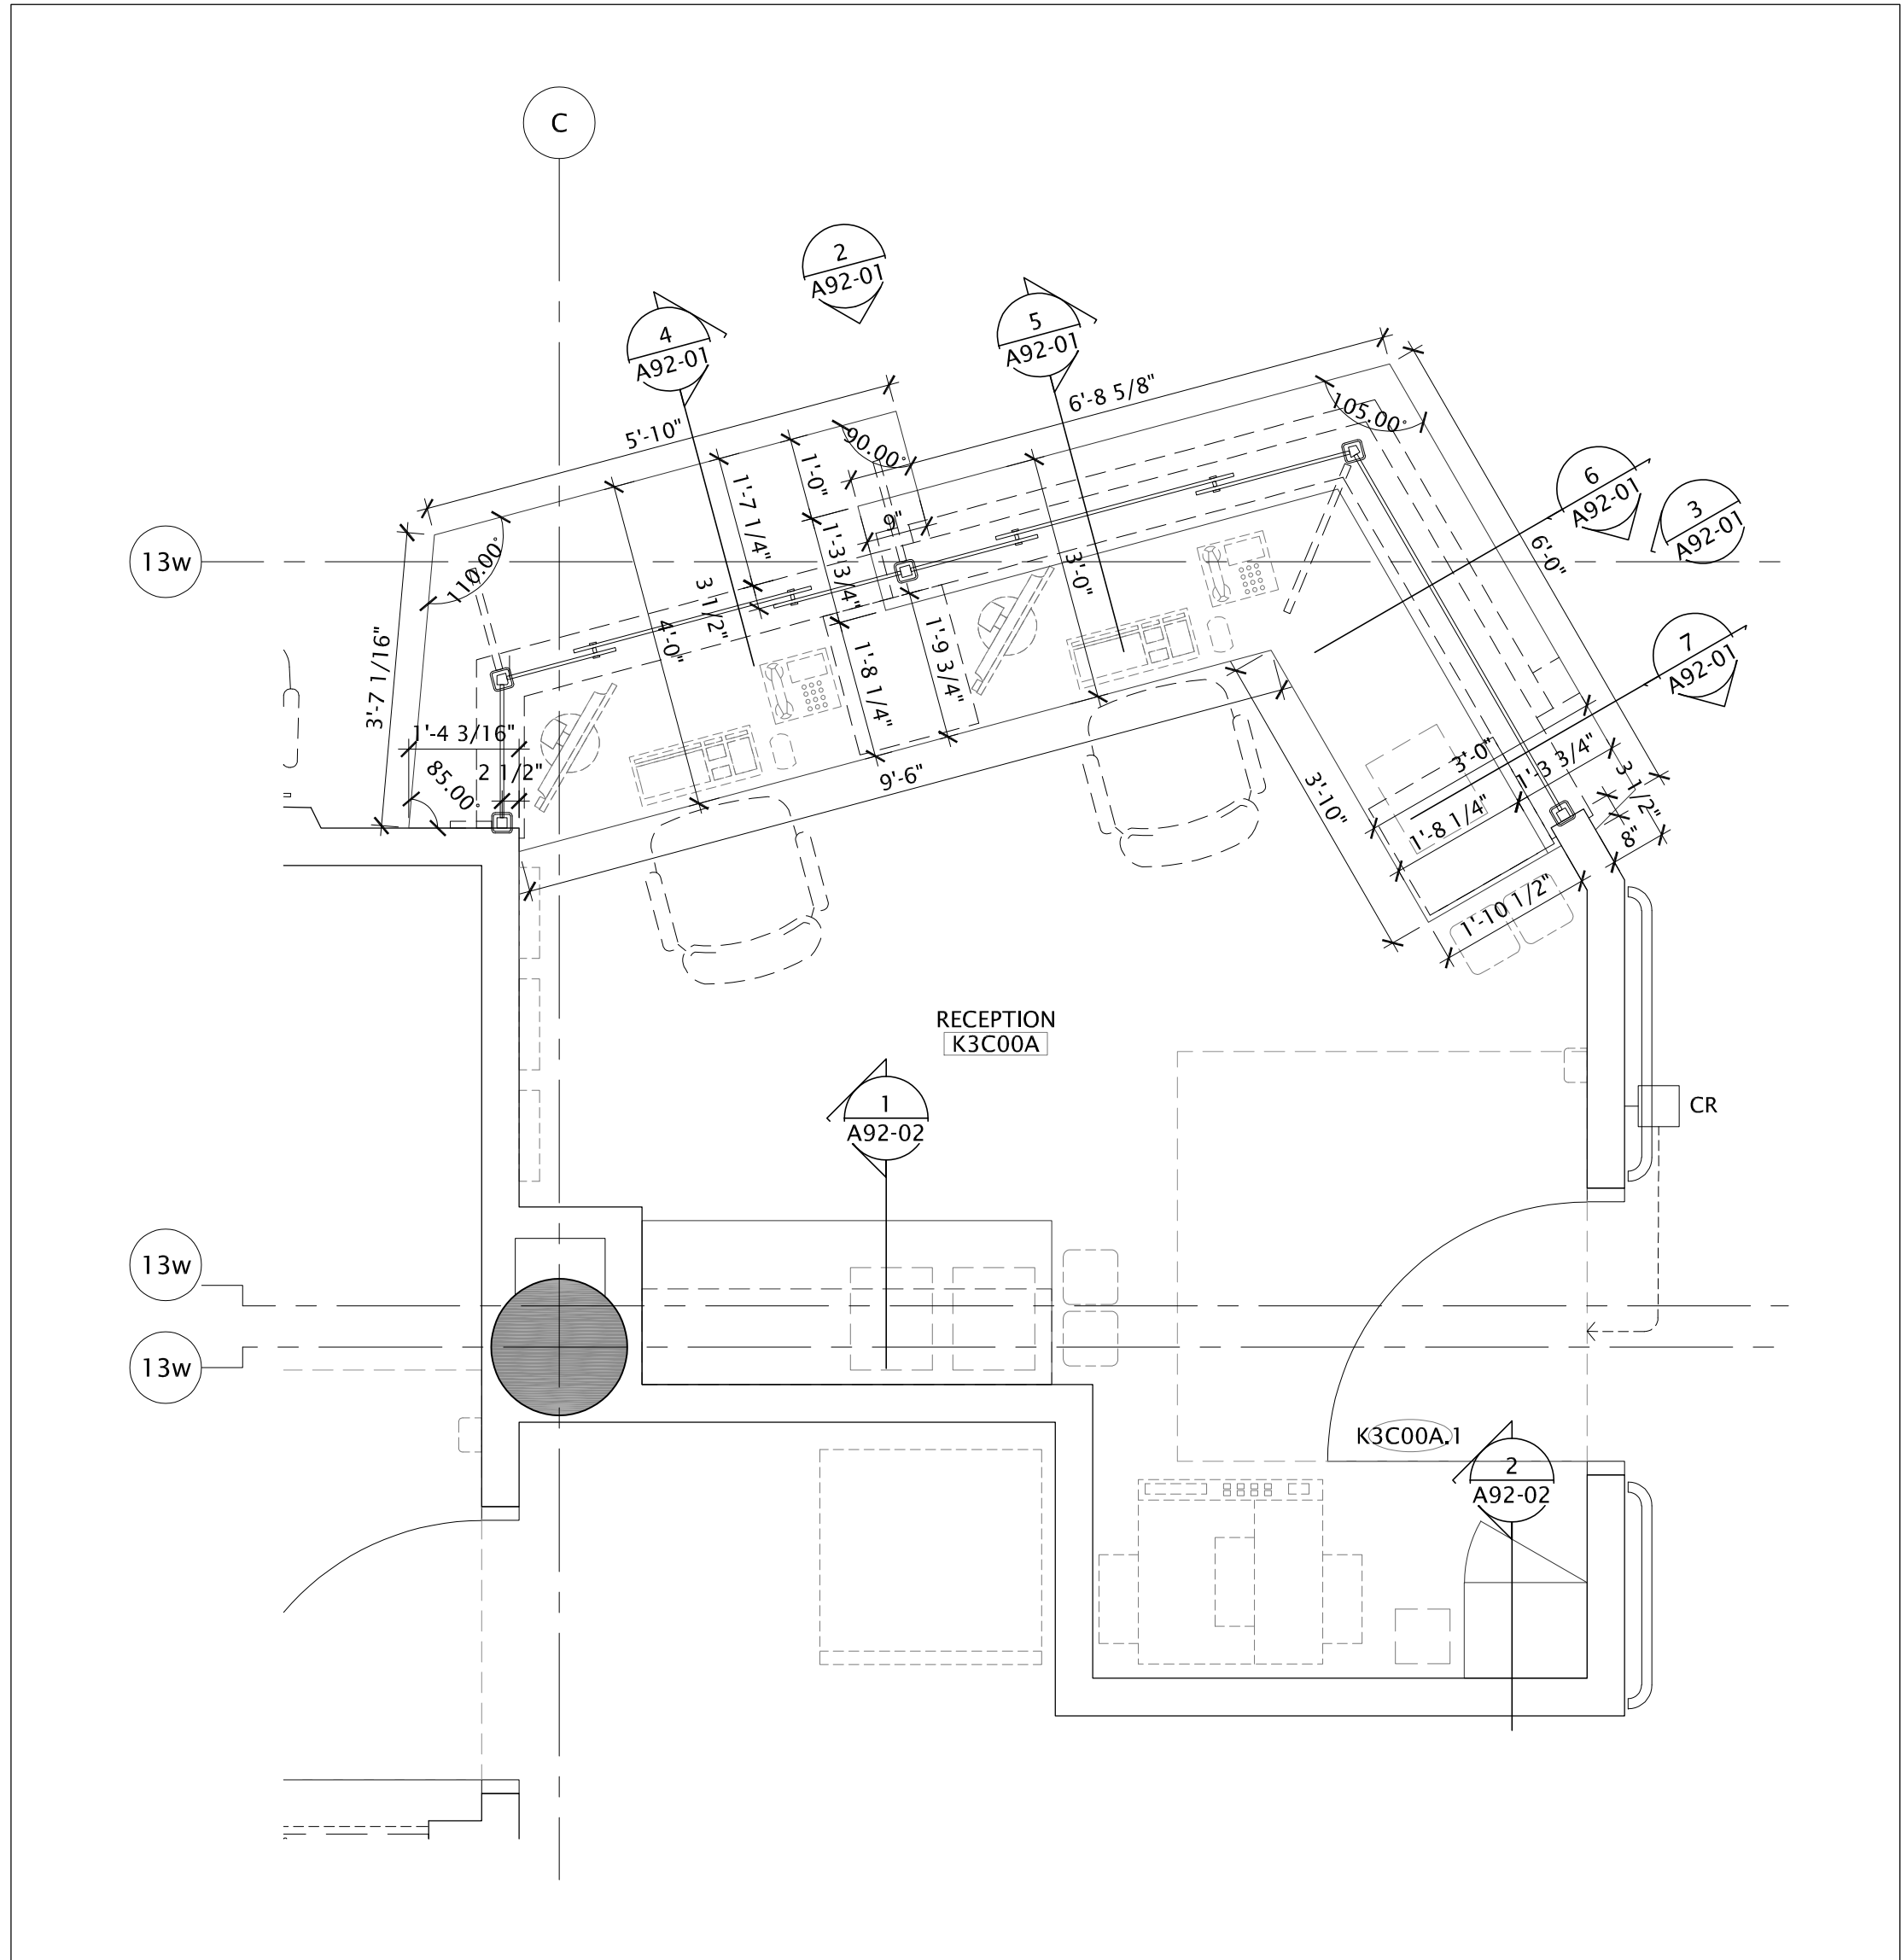 C
2
A92-01
4
A92-01
5
A92-01
6'-8 5/8"
5'-10"
105.00°
90.00°
1'-0"
1'-7 1/4"
6
A92-01
3
A92-01
9"
6'-0"
13w
110.00°
1'-3 3/4"
3'-0"
3 1/2"
4'-0"
1'-9 3/4"
1'-8 1/4"
7
A92-01
3'-7 1/16"
1'-4 3/16"
2 1/2"
85.00°
9'-6"
3'-0"
1'-3 3/4"
3 1/2"
3'-10"
1'-8 1/4"
8"
1'-10 1/2"
RECEPTION
K3C00A
1
A92-02
CR
13w
13w
K3C00A.1
2
A92-02